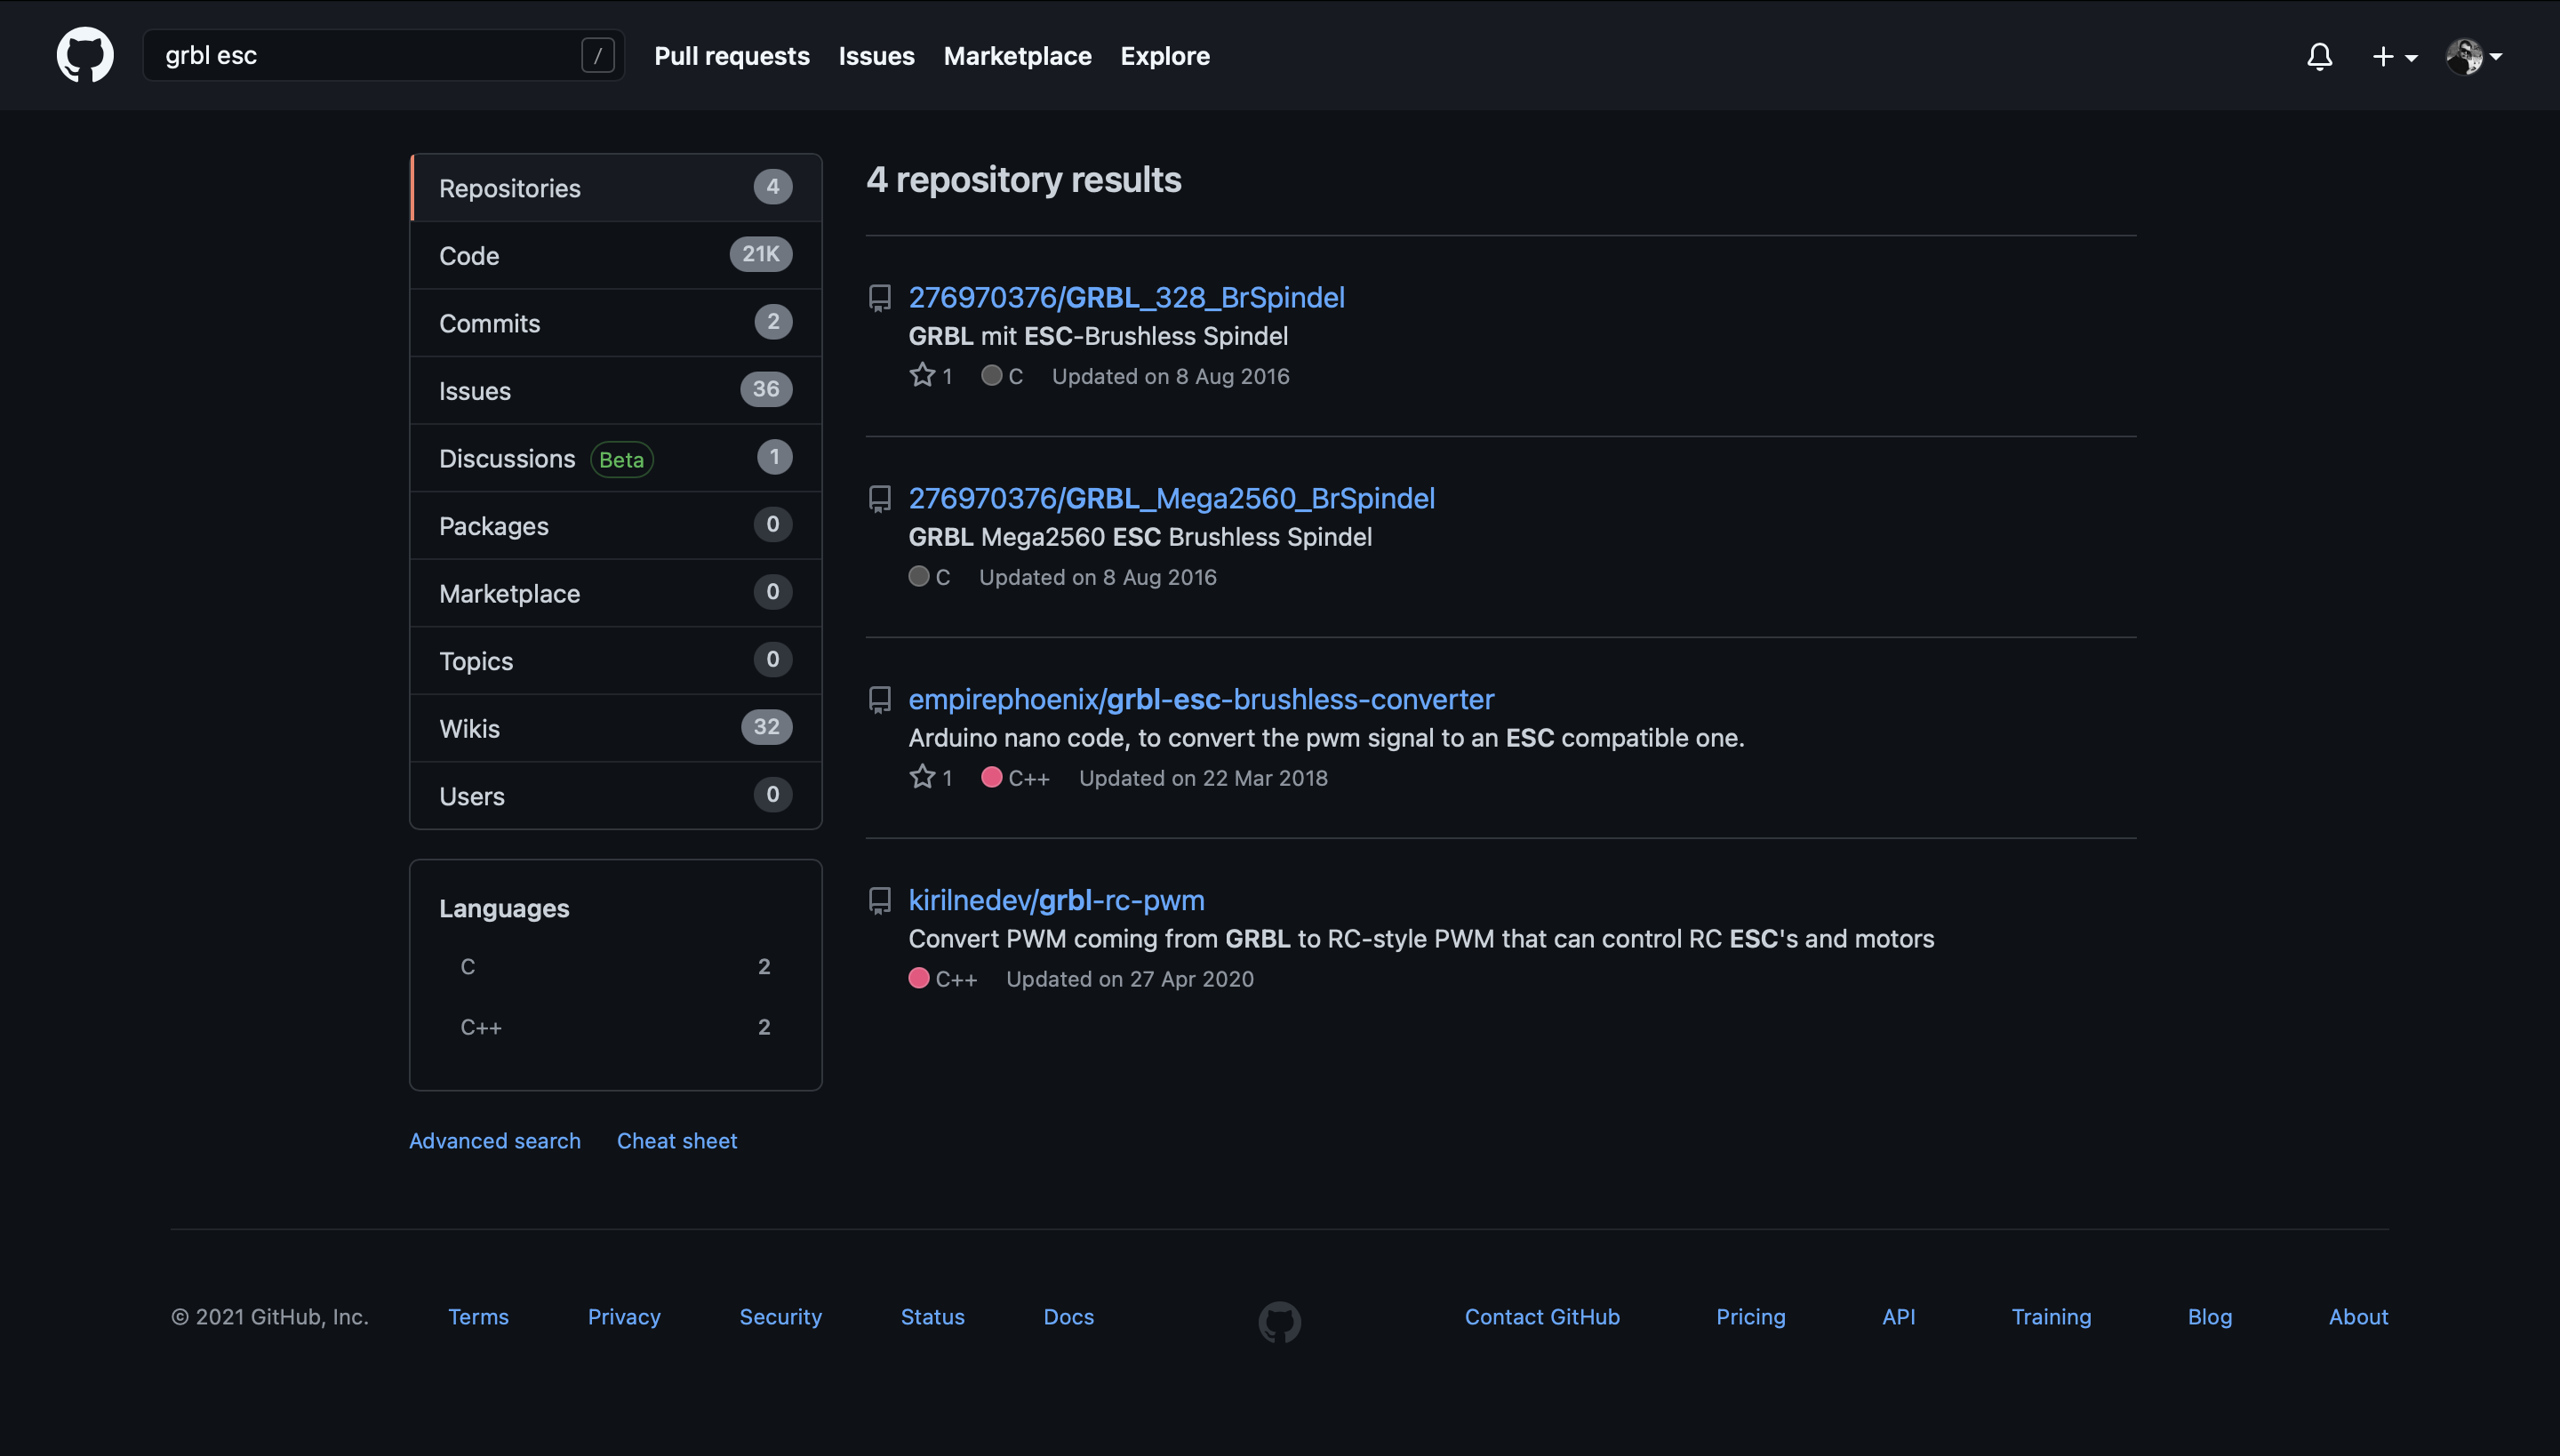 grbl esc /
Pull requests Issues Marketplace Explore
Repositories 4
Code 21K
Commits 2
Issues 36
Discussions Beta 1
Packages 0
Marketplace 0
Topics 0
Wikis 32
Users 0
Languages
C 2
C++ 2
Advanced search Cheat sheet
4 repository results
276970376/GRBL_328_BrSpindel
GRBL mit ESC-Brushless Spindel
1 C Updated on 8 Aug 2016
276970376/GRBL_Mega2560_BrSpindel
GRBL Mega2560 ESC Brushless Spindel
C Updated on 8 Aug 2016
empirephoenix/grbl-esc-brushless-converter
Arduino nano code, to convert the pwm signal to an ESC compatible one.
1 C++ Updated on 22 Mar 2018
kirilnedev/grbl-rc-pwm
Convert PWM coming from GRBL to RC-style PWM that can control RC ESC's and motors
C++ Updated on 27 Apr 2020
© 2021 GitHub, Inc. Terms Privacy Security Status Docs Contact GitHub Pricing API Training Blog About